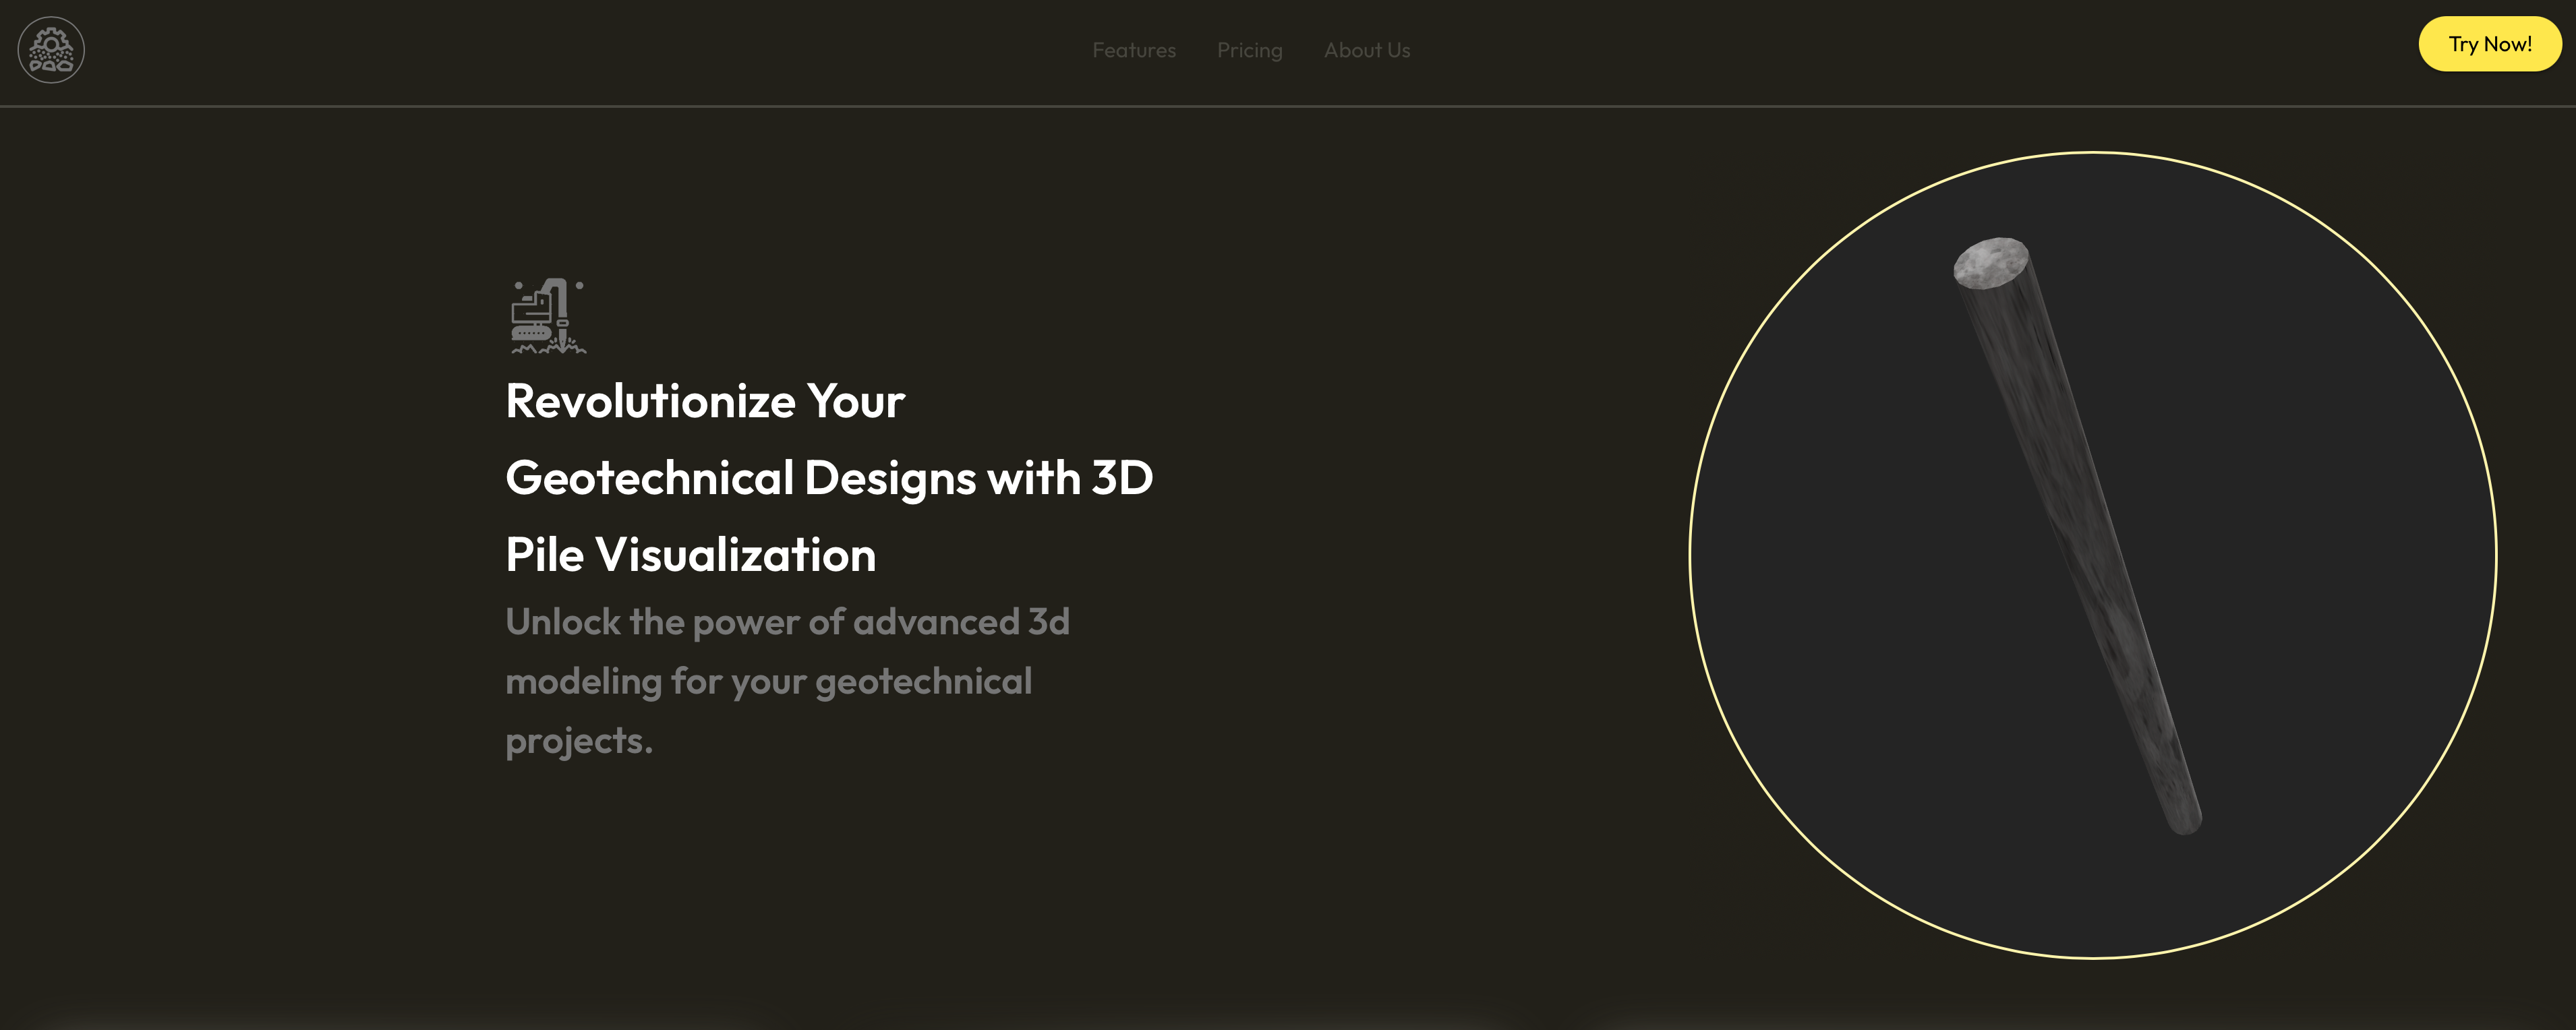 Features
Pricing
About Us
Try Now!
Revolutionize Your
Geotechnical Designs with 3D
Pile Visualization
Unlock the power of advanced 3d
modeling for your geotechnical
projects.